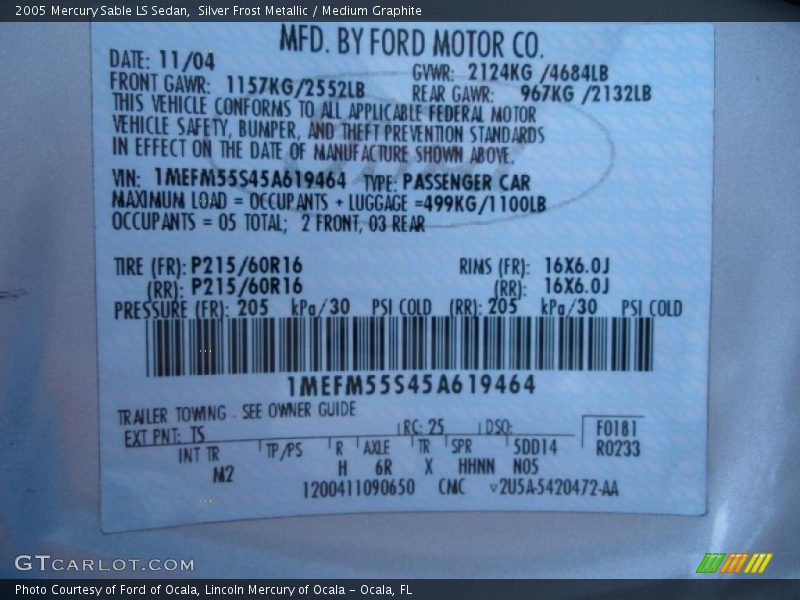 2005 Mercury Sable LS Sedan,  Silver Frost Metallic / Medium Graphite
MFD. BY FORD MOTOR CO.
DATE: 11/04 GVWR: 2124KG /4684LB
FRONT GAWR: 1157KG/2552LB REAR GAWR: 967KG /2132LB
THIS VEHICLE CONFORMS TO ALL APPLICABLE FEDERAL MOTOR
VEHICLE SAFETY, BUMPER, AND THEFT PREVENTION STANDARDS
IN EFFECT ON THE DATE OF MANUFACTURE SHOWN ABOVE.
VIN: 1MEFM55S45A619464 TYPE: PASSENGER CAR
MAXIMUM LOAD = OCCUPANTS + LUGGAGE =499KG/1100LB
OCCUPANTS = 05 TOTAL; 2 FRONT, 03 REAR
TIRE (FR): P215/60R16 RIMS (FR): 16X6.0J
(RR): P215/60R16 (RR): 16X6.0J
PRESSURE (FR): 205 kPa/30 PSI COLD (RR): 205 kPa/30 PSI COLD
1MEFM55S45A619464
TRAILER TOWING - SEE OWNER GUIDE
EXT PNT: TS RC: 25 DSO: F0181
INT TR TP/PS R AXLE TR SPR 5DD14 R0233
M2 H 6R X HHNN N05
1200411090650 CMC ▽2U5A-5420472-AA
GTCARLOT.COM
Photo Courtesy of Ford of Ocala, Lincoln Mercury of Ocala – Ocala, FL